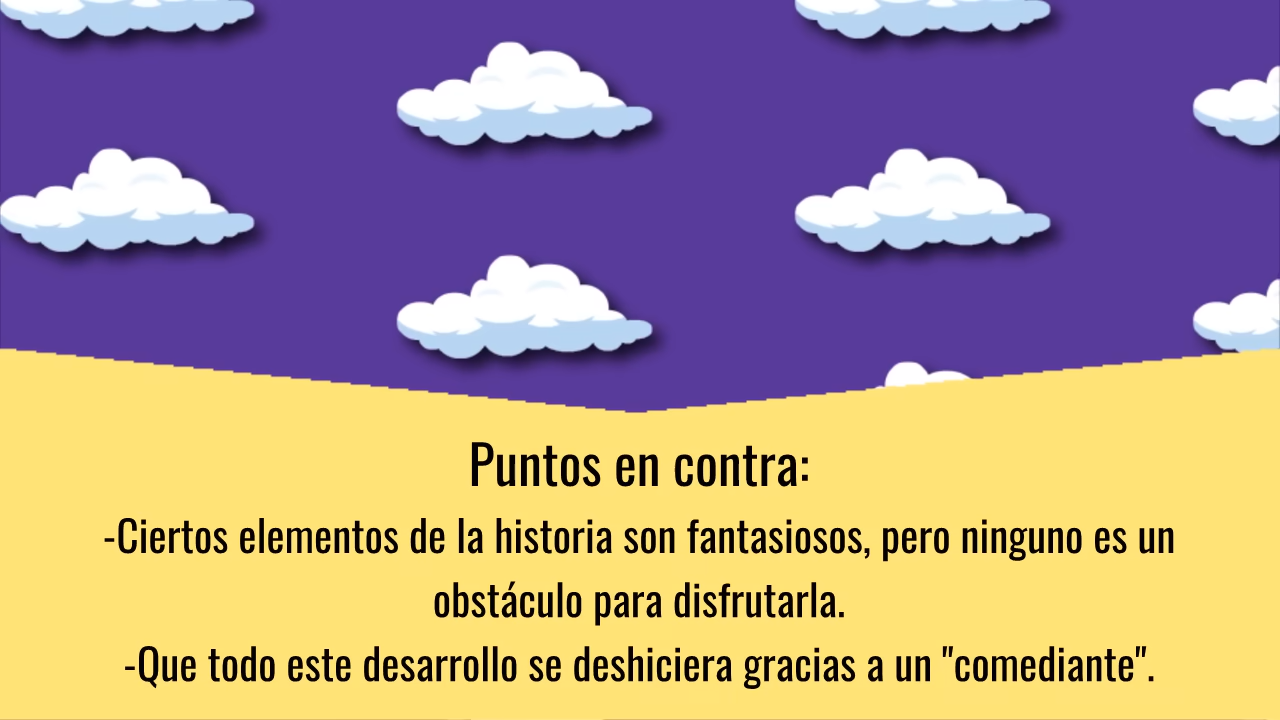 Puntos en contra:
-Ciertos elementos de la historia son fantasiosos, pero ninguno es un
obstáculo para disfrutarla.
-Que todo este desarrollo se deshiciera gracias a un "comediante".